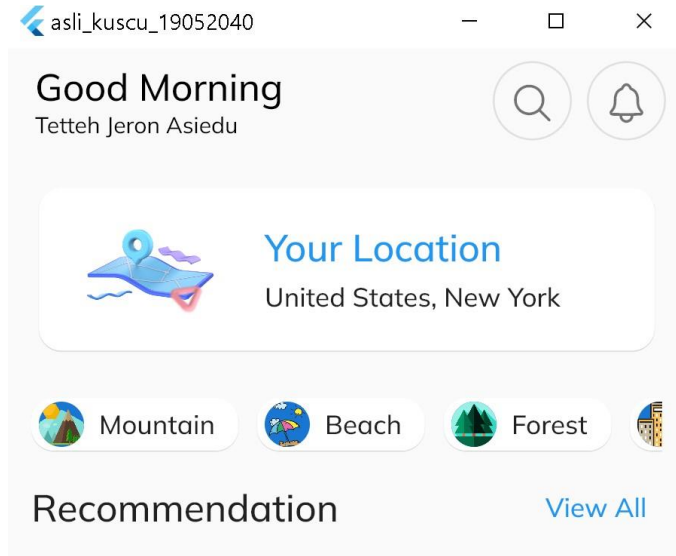 asli_kuscu_19052040
Good Morning
Tetteh Jeron Asiedu
Your Location
United States, New York
Mountain Beach Forest
Recommendation View All